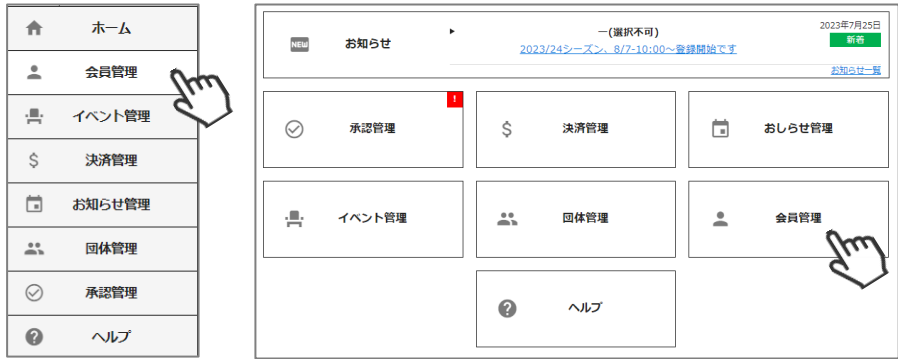 ホーム
会員管理
イベント管理
決済管理
お知らせ管理
団体管理
承認管理
ヘルプ
NEW
お知らせ
ー(選択不可)
2023年7月25日
新着
2023/24シーズン、8/7-10:00～登録開始です
お知らせ一覧
承認管理
!
決済管理
おしらせ管理
イベント管理
団体管理
会員管理
ヘルプ